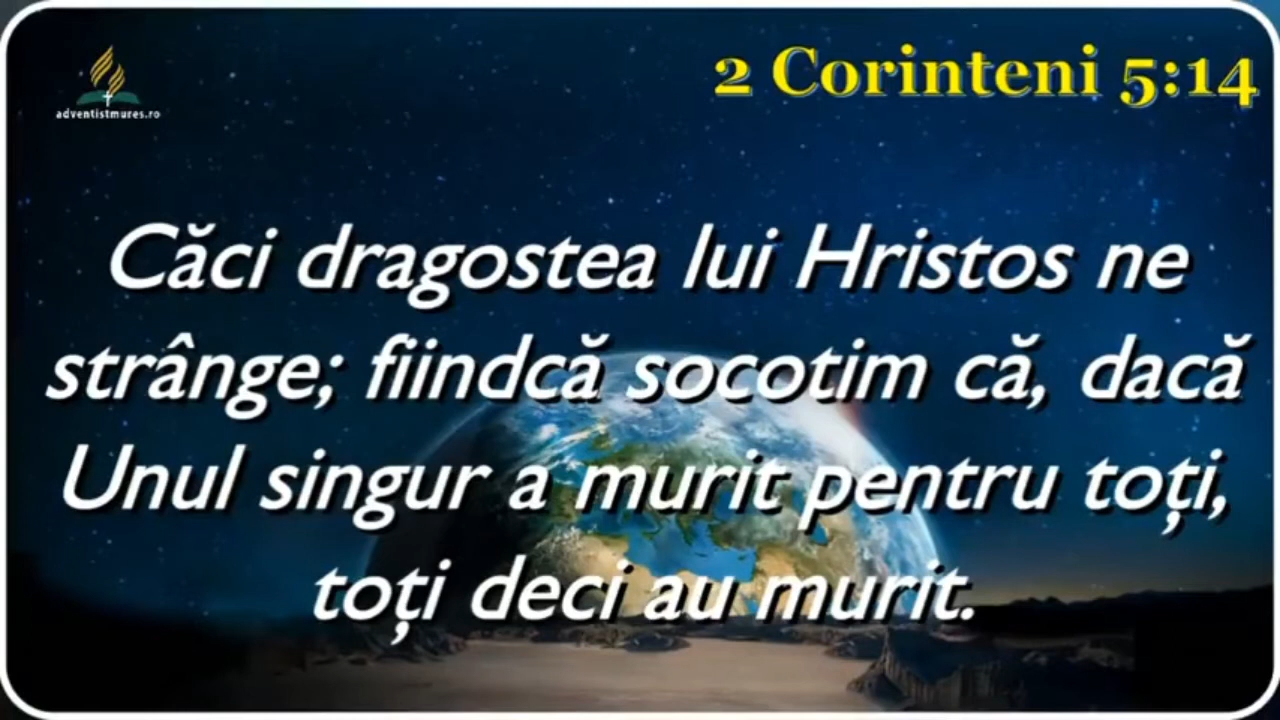 adventistmures.ro
2 Corinteni 5:14
Căci dragostea lui Hristos ne
strânge; fiindcă socotim că, dacă
Unul singur a murit pentru toți,
toți deci au murit.